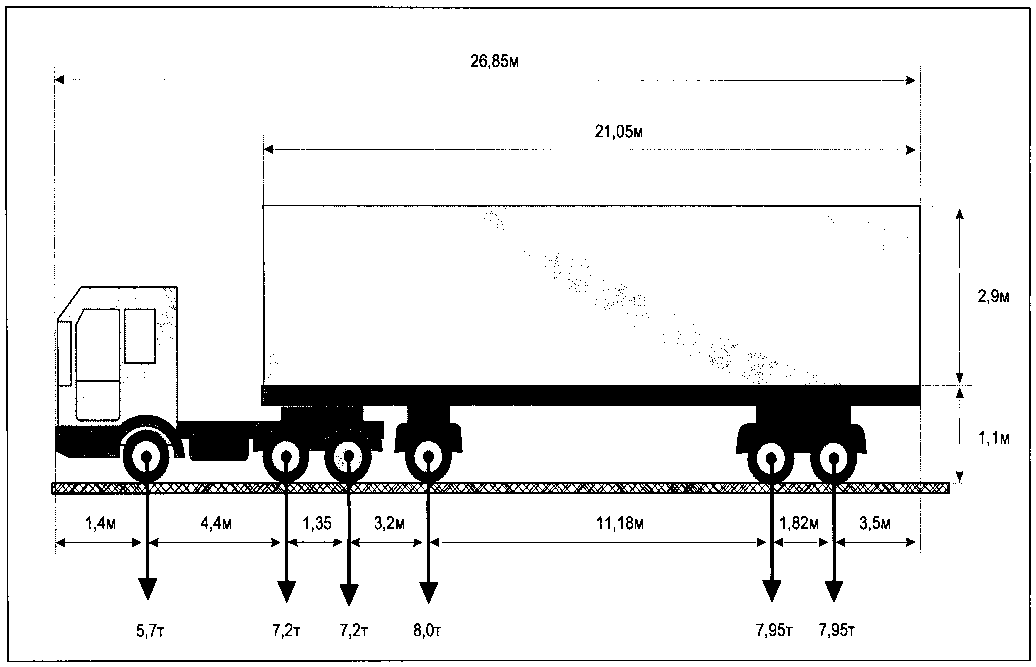 26,85м
21,05м
2,9м
1,1м
1,4м 4,4м 1,35 3,2м 11,18м 1,82м 3,5м
5,7т 7,2т 7,2т 8,0т 7,95т 7,95т